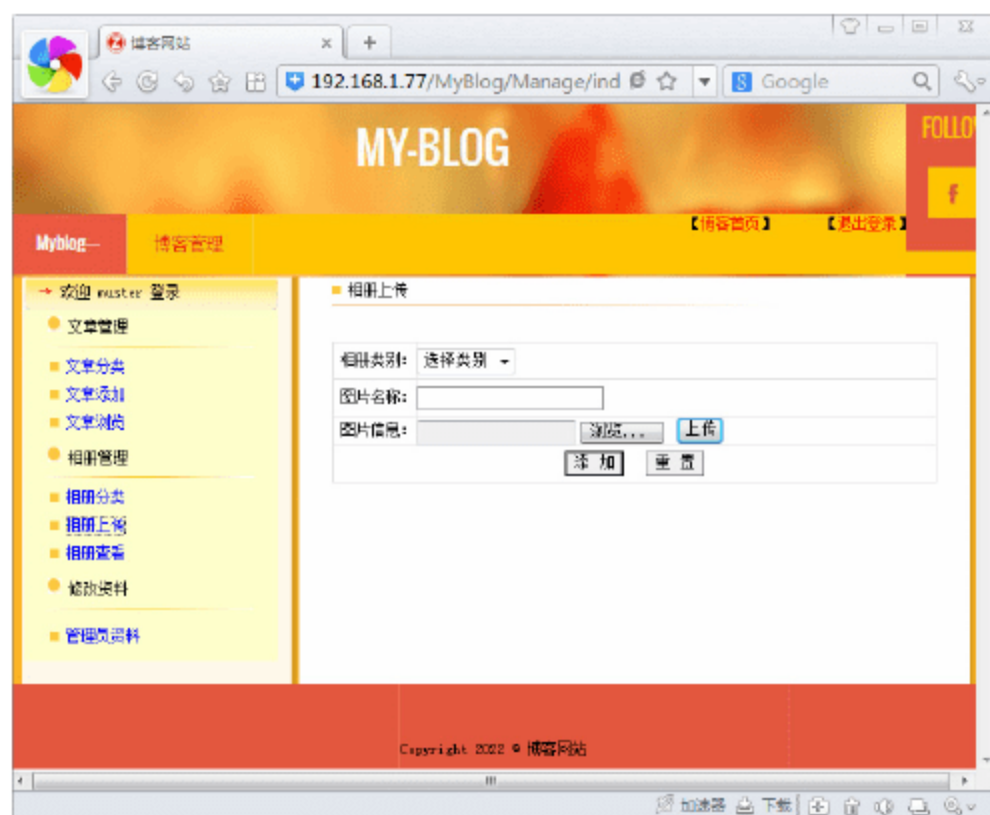 博客网站
192.168.1.77/MyBlog/Manage/ind
Google
MY-BLOG
FOLLO
f
【博客首页】 【退出登录】
Myblog—
博客管理
欢迎 muster 登录
文章管理
文章分类
文章添加
文章浏览
相册管理
相册分类
相册上传
相册查看
修改资料
管理员资料
相册上传
相册类别： 选择类别
图片名称：
图片信息： 浏览... 上传
添 加 重 置
Copyright 2022 © 博客网站
加速器 下载